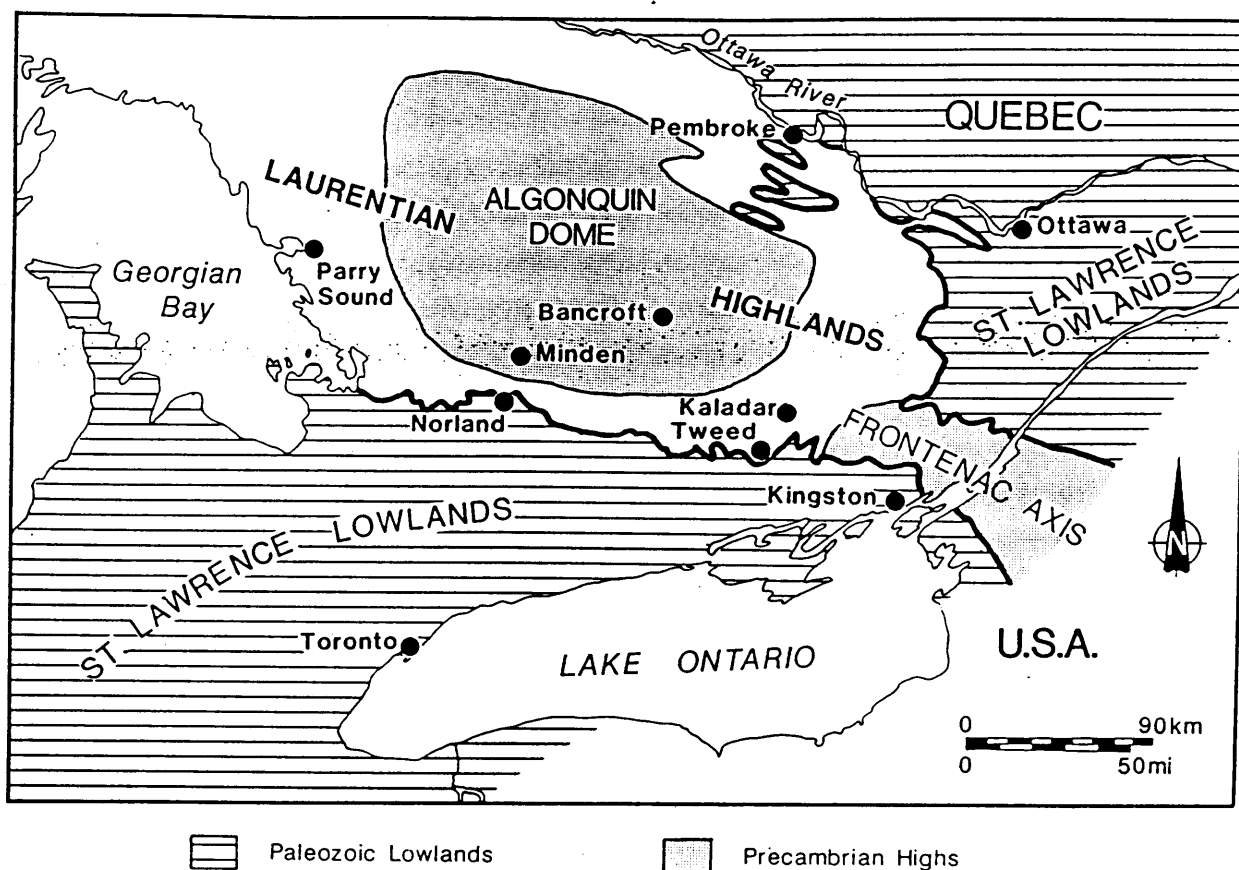 Ottawa River
QUEBEC
Pembroke
LAURENTIAN
HIGHLANDS
ALGONQUIN
DOME
Ottawa
ST. LAWRENCE
LOWLANDS
Georgian
Bay
Parry
Sound
Bancroft
Minden
Norland
Kaladar
Tweed
FRONTENAC AXIS
Kingston
ST. LAWRENCE LOWLANDS
N
Toronto
LAKE ONTARIO
U.S.A.
0 90km
0 50mi
Paleozoic Lowlands
Precambrian Highs